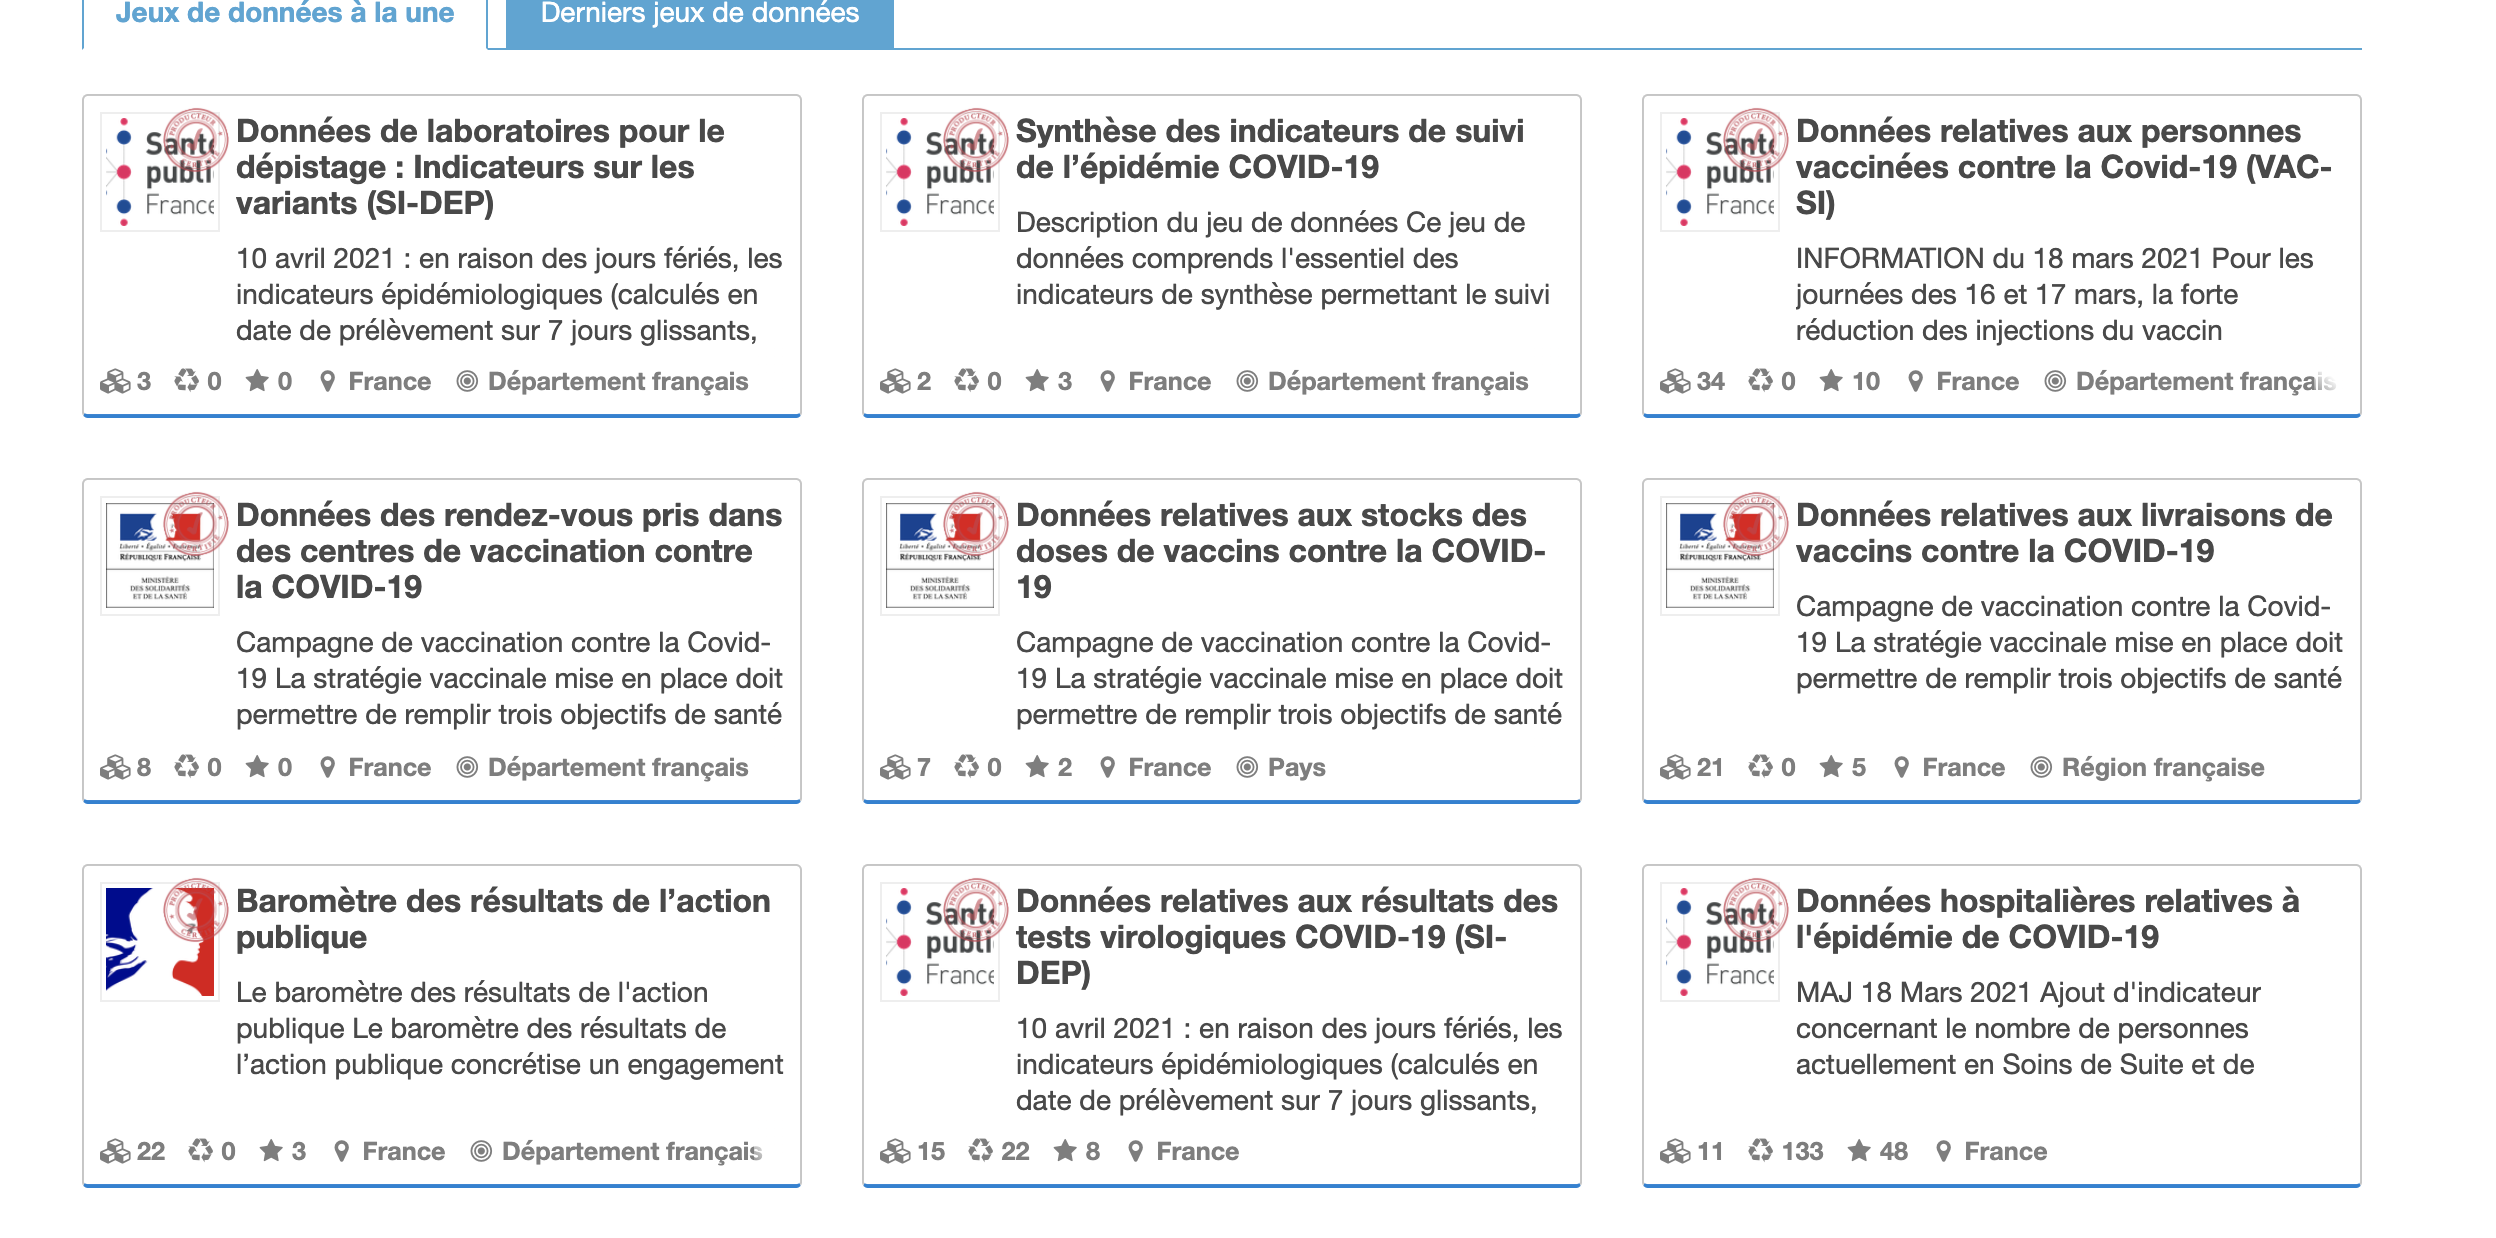 Jeux de données à la une
Derniers jeux de données
Santé
publi
France
Données de laboratoires pour le
dépistage : Indicateurs sur les
variants (SI-DEP)
10 avril 2021 : en raison des jours fériés, les
indicateurs épidémiologiques (calculés en
date de prélèvement sur 7 jours glissants,
3 0 0 France Département français
Santé
publi
France
Synthèse des indicateurs de suivi
de l’épidémie COVID-19
Description du jeu de données Ce jeu de
données comprends l'essentiel des
indicateurs de synthèse permettant le suivi
2 0 3 France Département français
Santé
publi
France
Données relatives aux personnes
vaccinées contre la Covid-19 (VAC-
SI)
INFORMATION du 18 mars 2021 Pour les
journées des 16 et 17 mars, la forte
réduction des injections du vaccin
34 0 10 France Département français
RÉPUBLIQUE FRANÇAISE
MINISTÈRE
DES SOLIDARITÉS
ET DE LA SANTÉ
Données des rendez-vous pris dans
des centres de vaccination contre
la COVID-19
Campagne de vaccination contre la Covid-
19 La stratégie vaccinale mise en place doit
permettre de remplir trois objectifs de santé
8 0 0 France Département français
RÉPUBLIQUE FRANÇAISE
MINISTÈRE
DES SOLIDARITÉS
ET DE LA SANTÉ
Données relatives aux stocks des
doses de vaccins contre la COVID-
19
Campagne de vaccination contre la Covid-
19 La stratégie vaccinale mise en place doit
permettre de remplir trois objectifs de santé
7 0 2 France Pays
RÉPUBLIQUE FRANÇAISE
MINISTÈRE
DES SOLIDARITÉS
ET DE LA SANTÉ
Données relatives aux livraisons de
vaccins contre la COVID-19
Campagne de vaccination contre la Covid-
19 La stratégie vaccinale mise en place doit
permettre de remplir trois objectifs de santé
21 0 5 France Région française
Baromètre des résultats de l’action
publique
Le baromètre des résultats de l'action
publique Le baromètre des résultats de
l’action publique concrétise un engagement
22 0 3 France Département français
Santé
publi
France
Données relatives aux résultats des
tests virologiques COVID-19 (SI-
DEP)
10 avril 2021 : en raison des jours fériés, les
indicateurs épidémiologiques (calculés en
date de prélèvement sur 7 jours glissants,
15 22 8 France
Santé
publi
France
Données hospitalières relatives à
l'épidémie de COVID-19
MAJ 18 Mars 2021 Ajout d'indicateur
concernant le nombre de personnes
actuellement en Soins de Suite et de
11 133 48 France